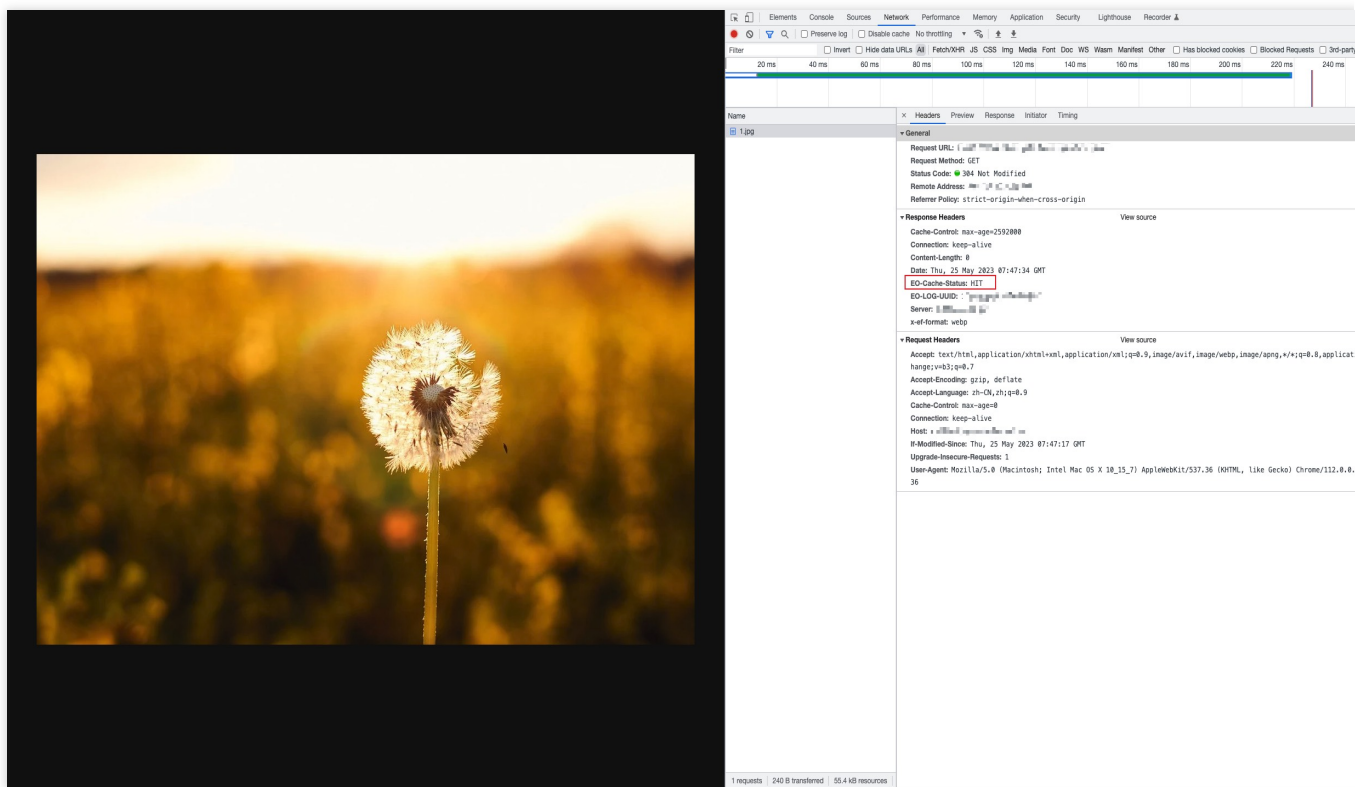 Elements Console Sources Network Performance Memory Application Security Lighthouse Recorder
Preserve log Disable cache No throttling
Filter Invert Hide data URLs All Fetch/XHR JS CSS Img Media Font Doc WS Wasm Manifest Other Has blocked cookies Blocked Requests 3rd-party
20 ms 40 ms 60 ms 80 ms 100 ms 120 ms 140 ms 160 ms 180 ms 200 ms 220 ms 240 ms
Name
× Headers Preview Response Initiator Timing
1.jpg
General
Request URL:
Request Method: GET
Status Code: 304 Not Modified
Remote Address:
Referrer Policy: strict-origin-when-cross-origin
Response Headers View source
Cache-Control: max-age=2592000
Connection: keep-alive
Content-Length: 0
Date: Thu, 25 May 2023 07:47:34 GMT
EO-Cache-Status: HIT
EO-LOG-UUID:
Server:
x-ef-format: webp
Request Headers View source
Accept: text/html,application/xhtml+xml,application/xml;q=0.9,image/avif,image/webp,image/apng,*/*;q=0.8,applicat
hange;v=b3;q=0.7
Accept-Encoding: gzip, deflate
Accept-Language: zh-CN,zh;q=0.9
Cache-Control: max-age=0
Connection: keep-alive
Host:
If-Modified-Since: Thu, 25 May 2023 07:47:17 GMT
Upgrade-Insecure-Requests: 1
User-Agent: Mozilla/5.0 (Macintosh; Intel Mac OS X 10_15_7) AppleWebKit/537.36 (KHTML, like Gecko) Chrome/112.0.0.
36
1 requests 240 B transferred 55.4 kB resources